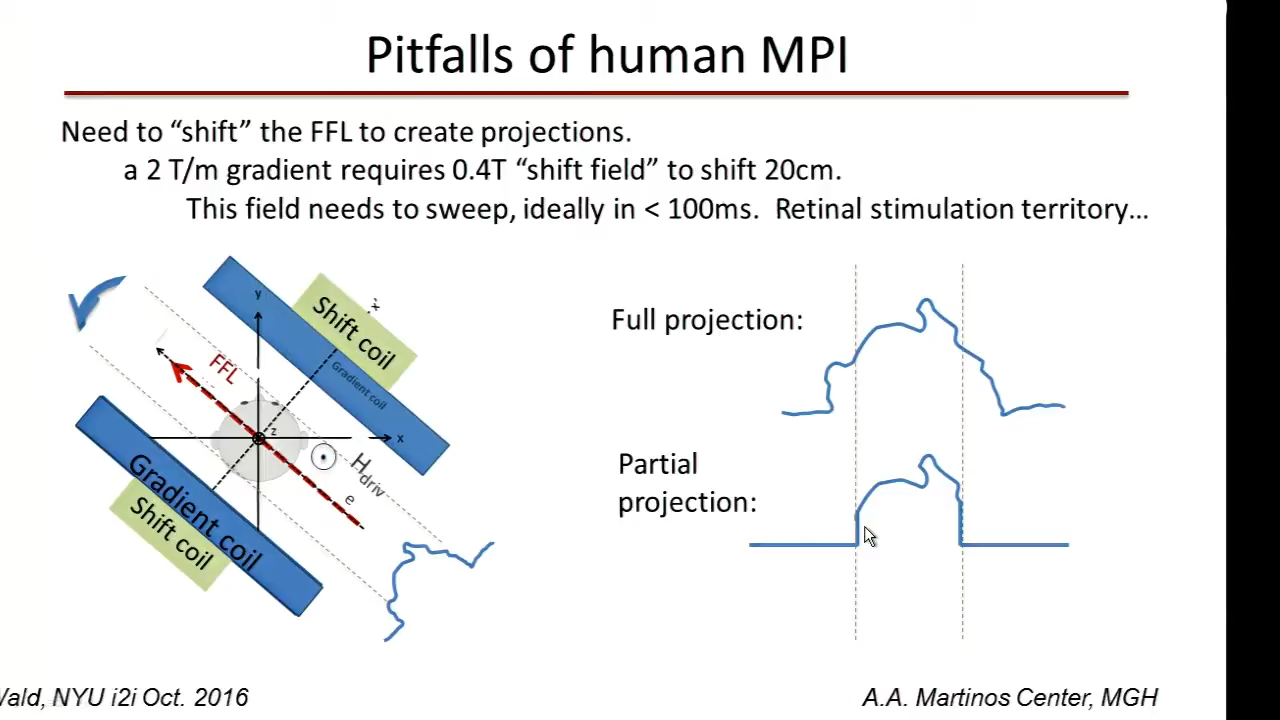 Pitfalls of human MPI
Need to “shift” the FFL to create projections.
a 2 T/m gradient requires 0.4T “shift field” to shift 20cm.
This field needs to sweep, ideally in < 100ms. Retinal stimulation territory…
y
Shift coil
Gradient coil
FFL
z
x
H
driv
e
Gradient coil
Shift coil
Full projection:
Partial
projection:
Wald, NYU i2i Oct. 2016
A.A. Martinos Center, MGH